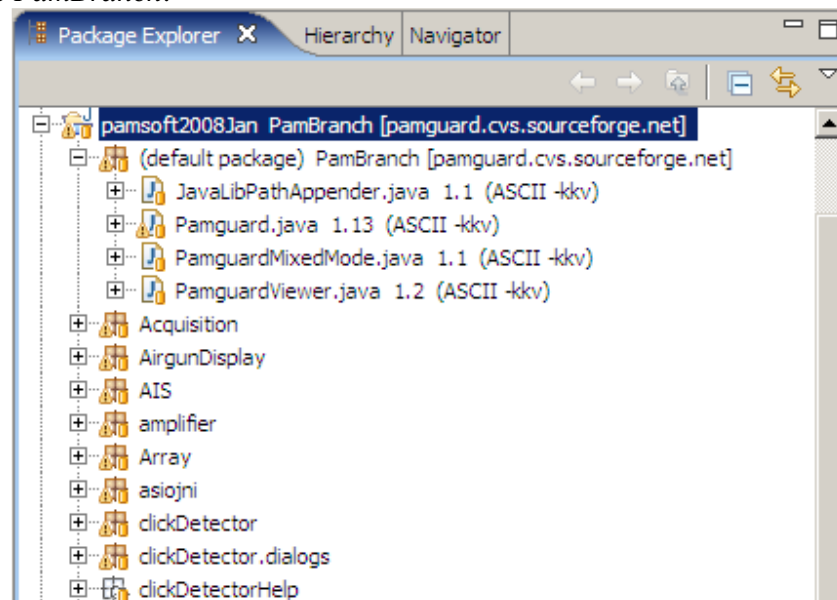 Package Explorer Hierarchy Navigator
pamsoft2008Jan PamBranch [pamguard.cvs.sourceforge.net]
(default package) PamBranch [pamguard.cvs.sourceforge.net]
JavaLibPathAppender.java 1.1 (ASCII -kkv)
Pamguard.java 1.13 (ASCII -kkv)
PamguardMixedMode.java 1.1 (ASCII -kkv)
PamguardViewer.java 1.2 (ASCII -kkv)
Acquisition
AirgunDisplay
AIS
amplifier
Array
asiojni
clickDetector
clickDetector.dialogs
clickDetectorHelp